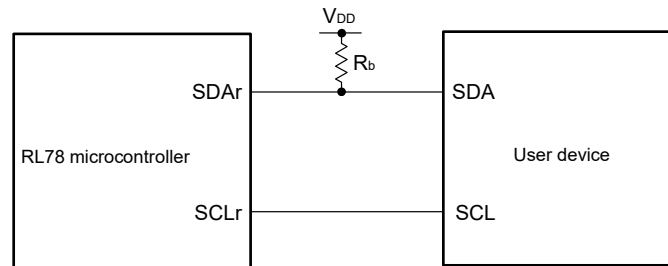 VDD
Rb
SDAr
SDA
RL78 microcontroller
User device
SCLr
SCL